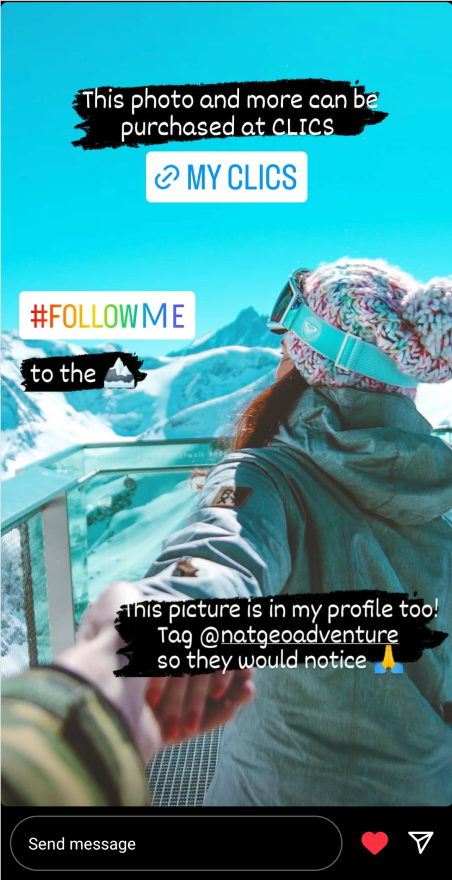 This photo and more can be
purchased at CLICS
MY CLICS
#FOLLOWME
to the
This picture is in my profile too!
Tag @natgeoadventure
so they would notice 🙏
Send message